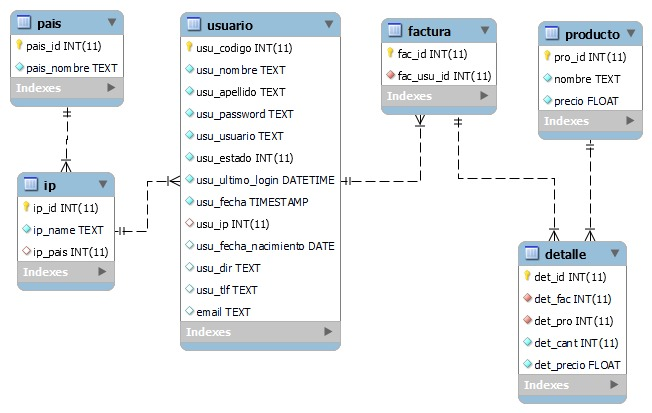 pais
pais_id INT(11)
pais_nombre TEXT
Indexes
ip
ip_id INT(11)
ip_name TEXT
ip_pais INT(11)
Indexes
usuario
usu_codigo INT(11)
usu_nombre TEXT
usu_apellido TEXT
usu_password TEXT
usu_usuario TEXT
usu_estado INT(11)
usu_ultimo_login DATETIME
usu_fecha TIMESTAMP
usu_ip INT(11)
usu_fecha_nacimiento DATE
usu_dir TEXT
usu_tlf TEXT
email TEXT
Indexes
factura
fac_id INT(11)
fac_usu_id INT(11)
Indexes
producto
pro_id INT(11)
nombre TEXT
precio FLOAT
Indexes
detalle
det_id INT(11)
det_fac INT(11)
det_pro INT(11)
det_cant INT(11)
det_precio FLOAT
Indexes